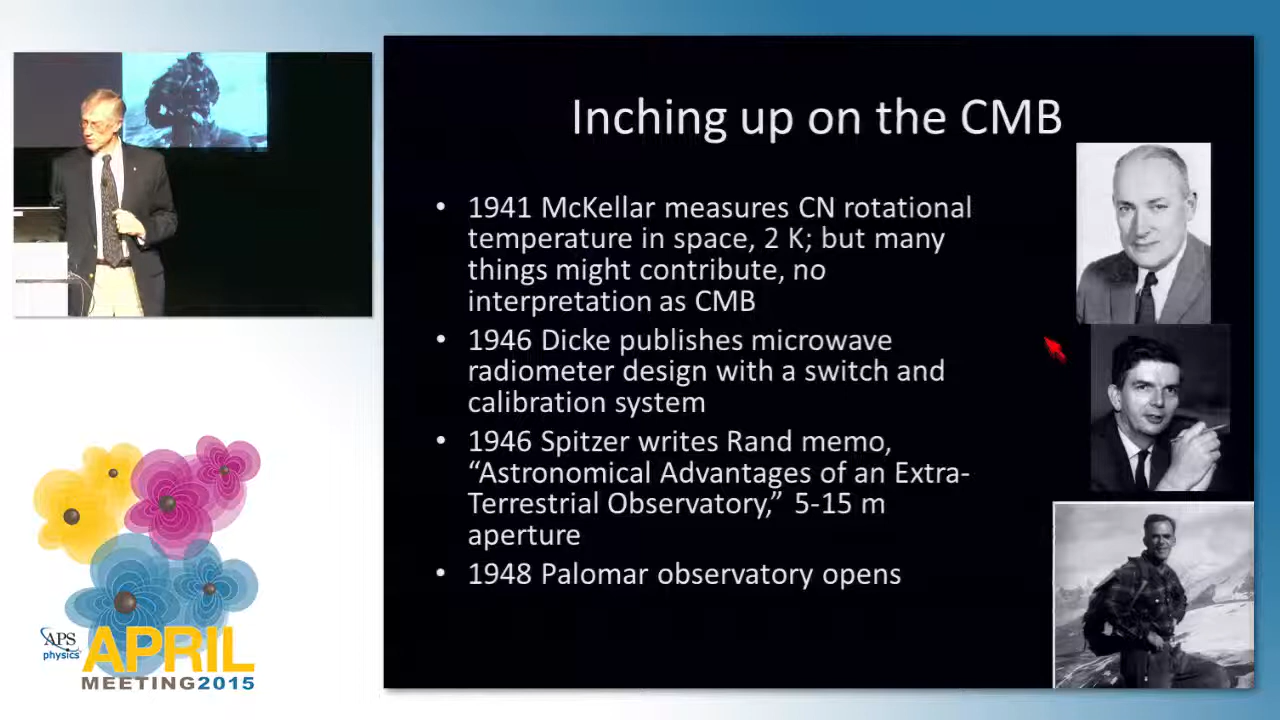 Inching up on the CMB
• 1941 McKellar measures CN rotational
temperature in space, 2 K; but many
things might contribute, no
interpretation as CMB
• 1946 Dicke publishes microwave
radiometer design with a switch and
calibration system
• 1946 Spitzer writes Rand memo,
“Astronomical Advantages of an Extra-
Terrestrial Observatory,” 5-15 m
aperture
• 1948 Palomar observatory opens
APS
physics
APRIL
MEETING2015